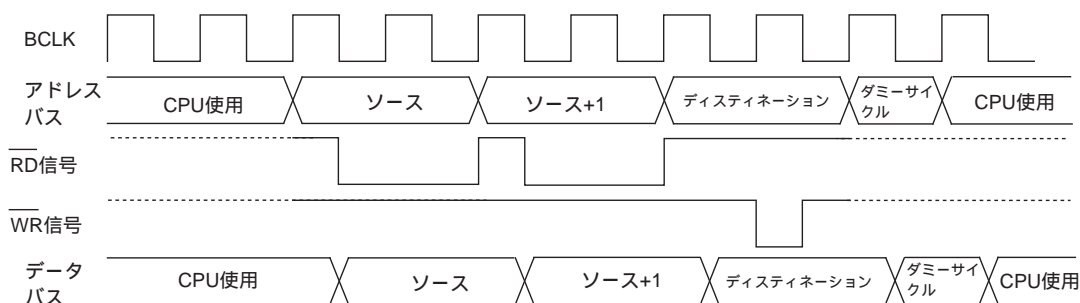 BCLK
アドレス
バス
CPU使用
ソース
ソース+1
ディスティネーション
ダミーサイ
クル
CPU使用
RD信号
WR信号
データ
バス
CPU使用
ソース
ソース+1
ディスティネーション
ダミーサイ
クル
CPU使用